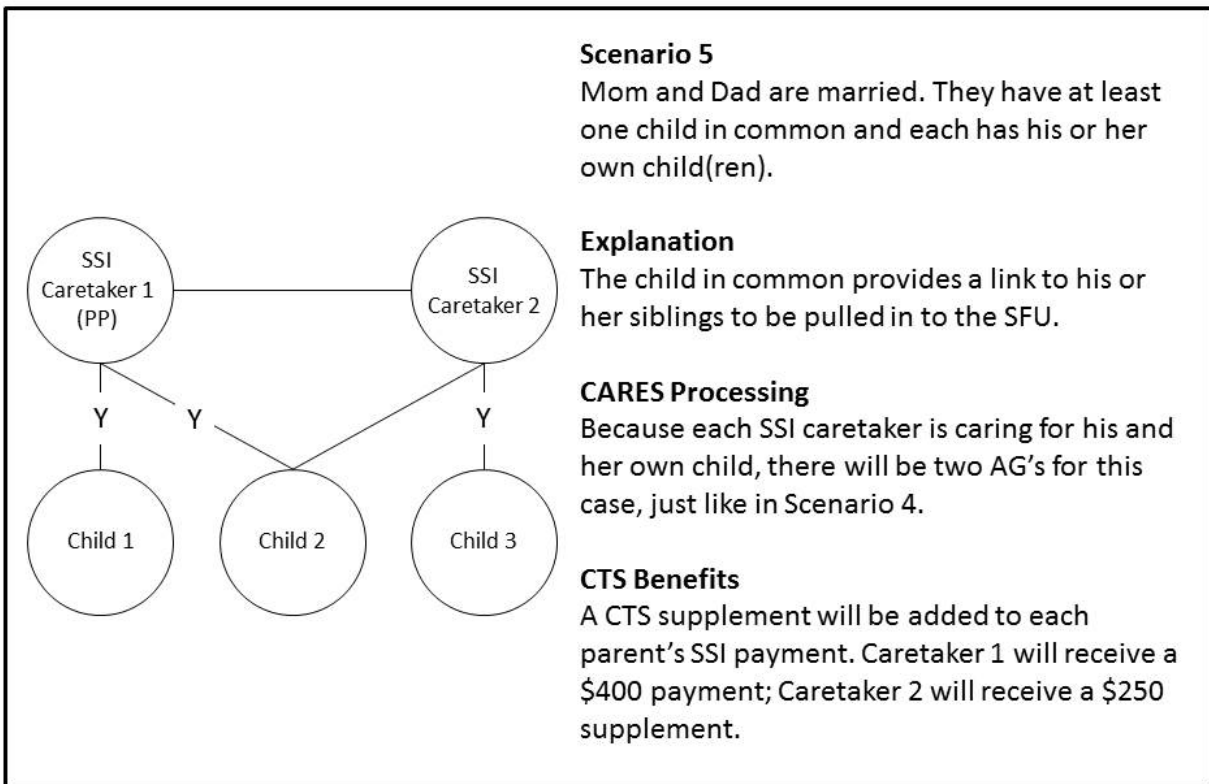 Scenario 5
Mom and Dad are married. They have at least
one child in common and each has his or her
own child(ren).
Explanation
The child in common provides a link to his or
her siblings to be pulled in to the SFU.
CARES Processing
Because each SSI caretaker is caring for his and
her own child, there will be two AG’s for this
case, just like in Scenario 4.
CTS Benefits
A CTS supplement will be added to each
parent’s SSI payment. Caretaker 1 will receive a
$400 payment; Caretaker 2 will receive a $250
supplement.
SSI
Caretaker 1
(PP)
SSI
Caretaker 2
Y
Y
Y
Child 1
Child 2
Child 3